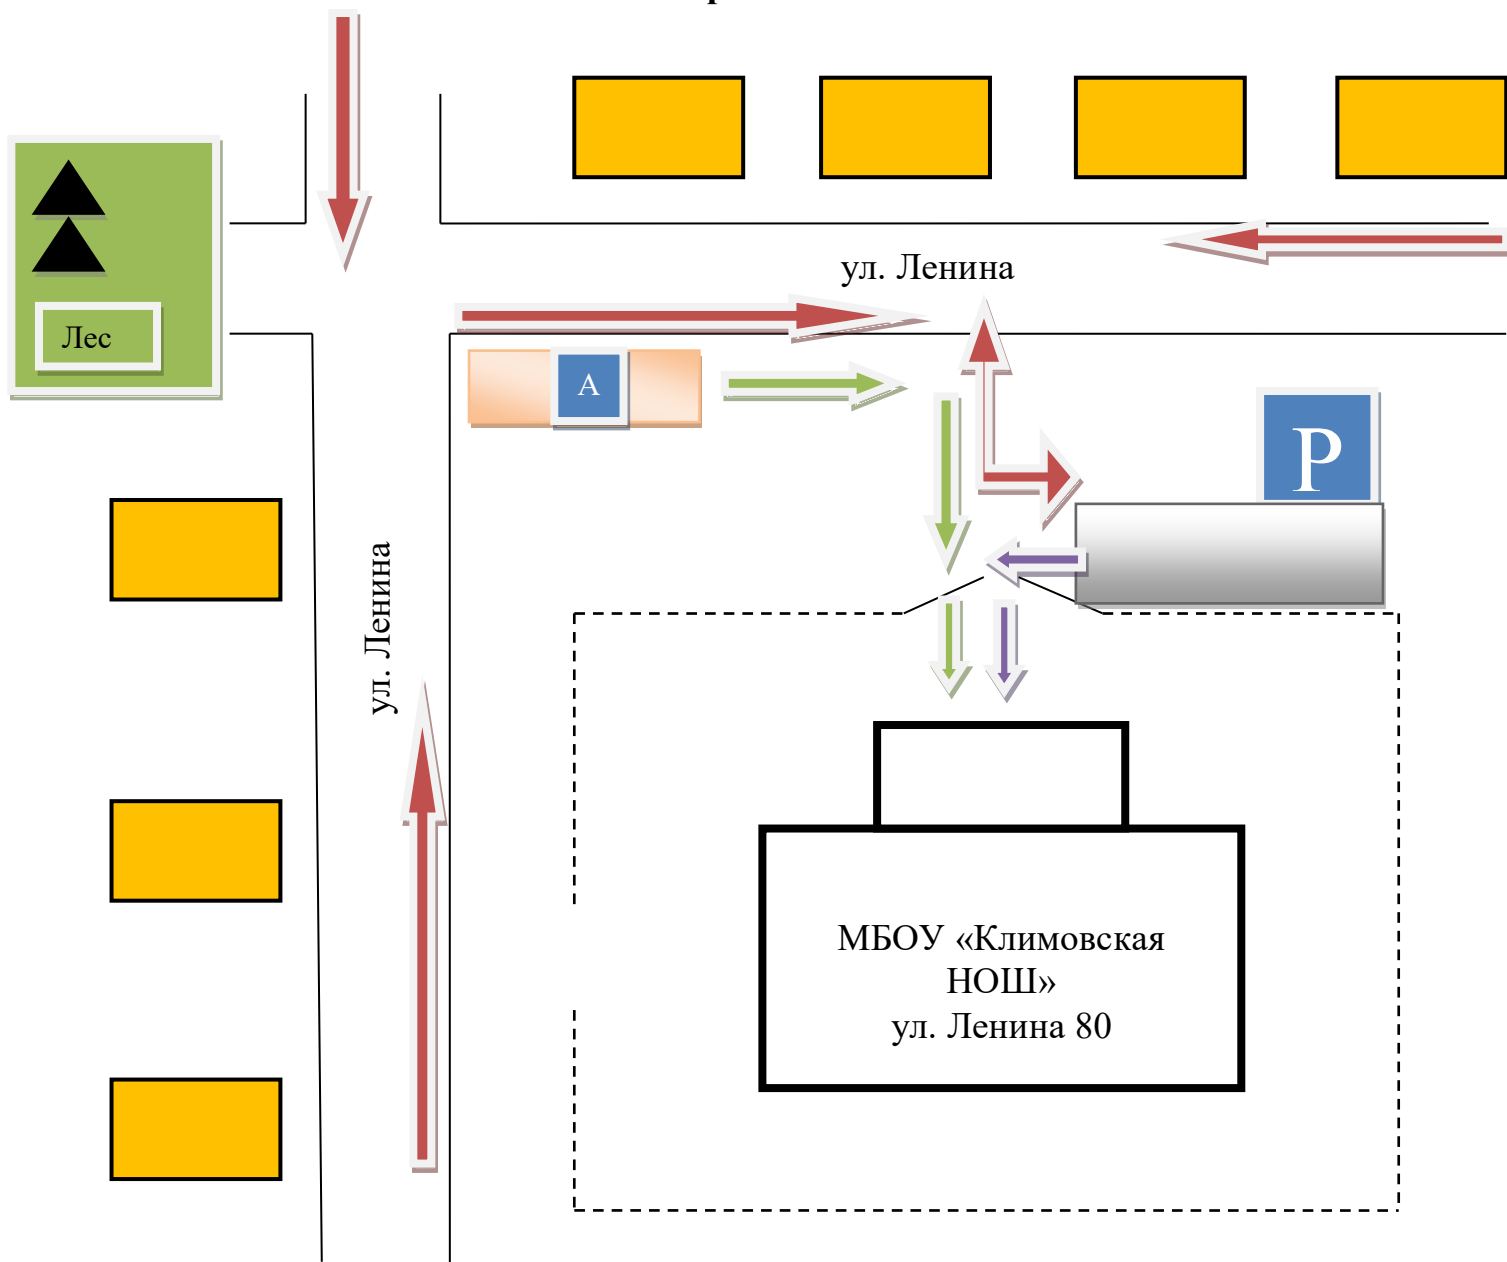 ул. Ленина
Лес
А
Р
ул. Ленина
МБОУ «Климовская
НОШ»
ул. Ленина 80